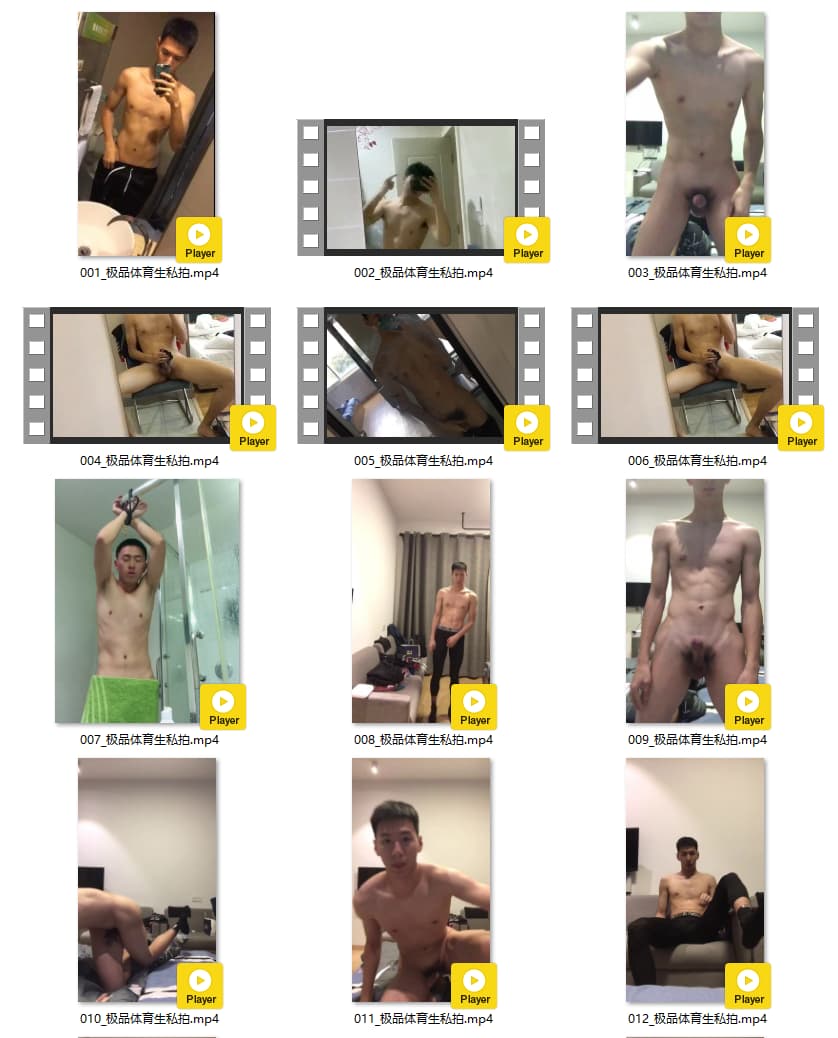 Player
001_极品体育生私拍.mp4
Player
002_极品体育生私拍.mp4
Player
003_极品体育生私拍.mp4
Player
004_极品体育生私拍.mp4
Player
005_极品体育生私拍.mp4
Player
006_极品体育生私拍.mp4
Player
007_极品体育生私拍.mp4
Player
008_极品体育生私拍.mp4
Player
009_极品体育生私拍.mp4
Player
010_极品体育生私拍.mp4
Player
011_极品体育生私拍.mp4
Player
012_极品体育生私拍.mp4